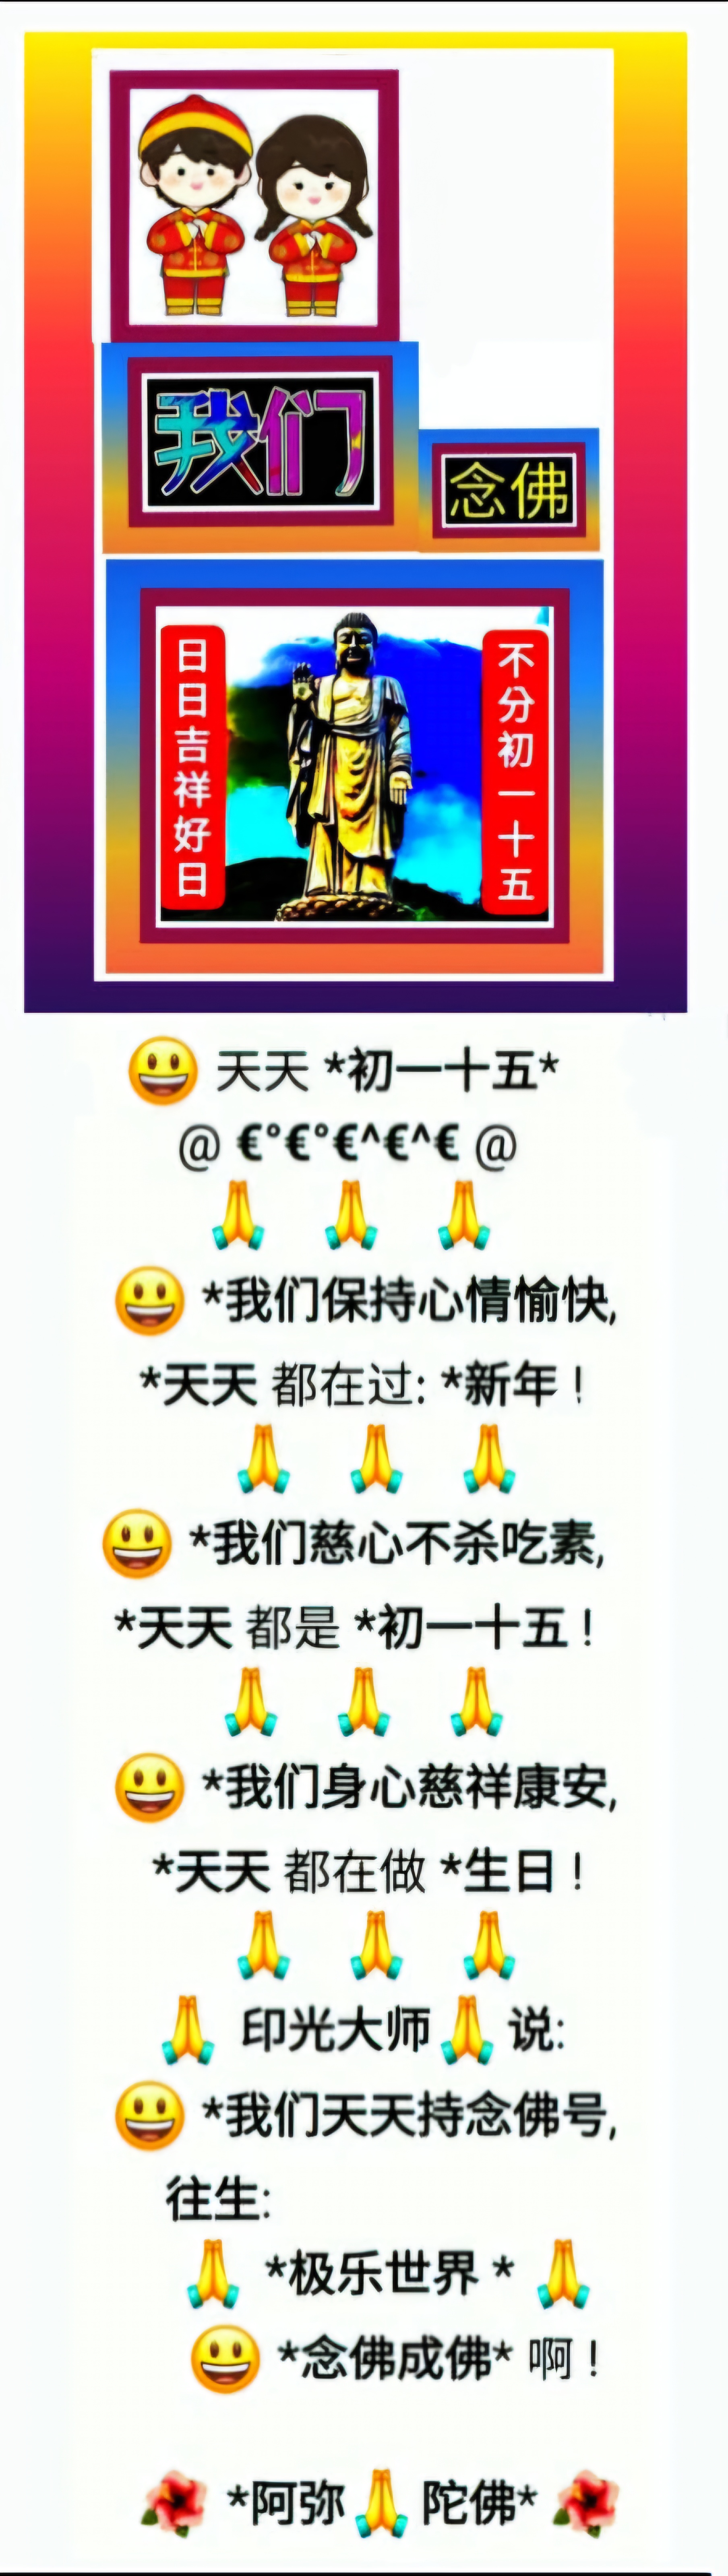 我们
念佛
不分初一十五
日日吉祥好日
😃 天天 *初一十五*
@ €°€°€^€^€ @
🙏 🙏 🙏
😃 *我们保持心情愉快,
*天天 都在过: *新年！
🙏 🙏 🙏
😃 *我们慈心不杀吃素,
*天天 都是 *初一十五！
🙏 🙏 🙏
😃 *我们身心慈祥康安,
*天天 都在做 *生日！
🙏 🙏 🙏
🙏 印光大师🙏 说:
😃 *我们天天持念佛号,
往生:
🙏 *极乐世界 * 🙏
😃 *念佛成佛* 啊！
🌺 *阿弥🙏陀佛* 🌺